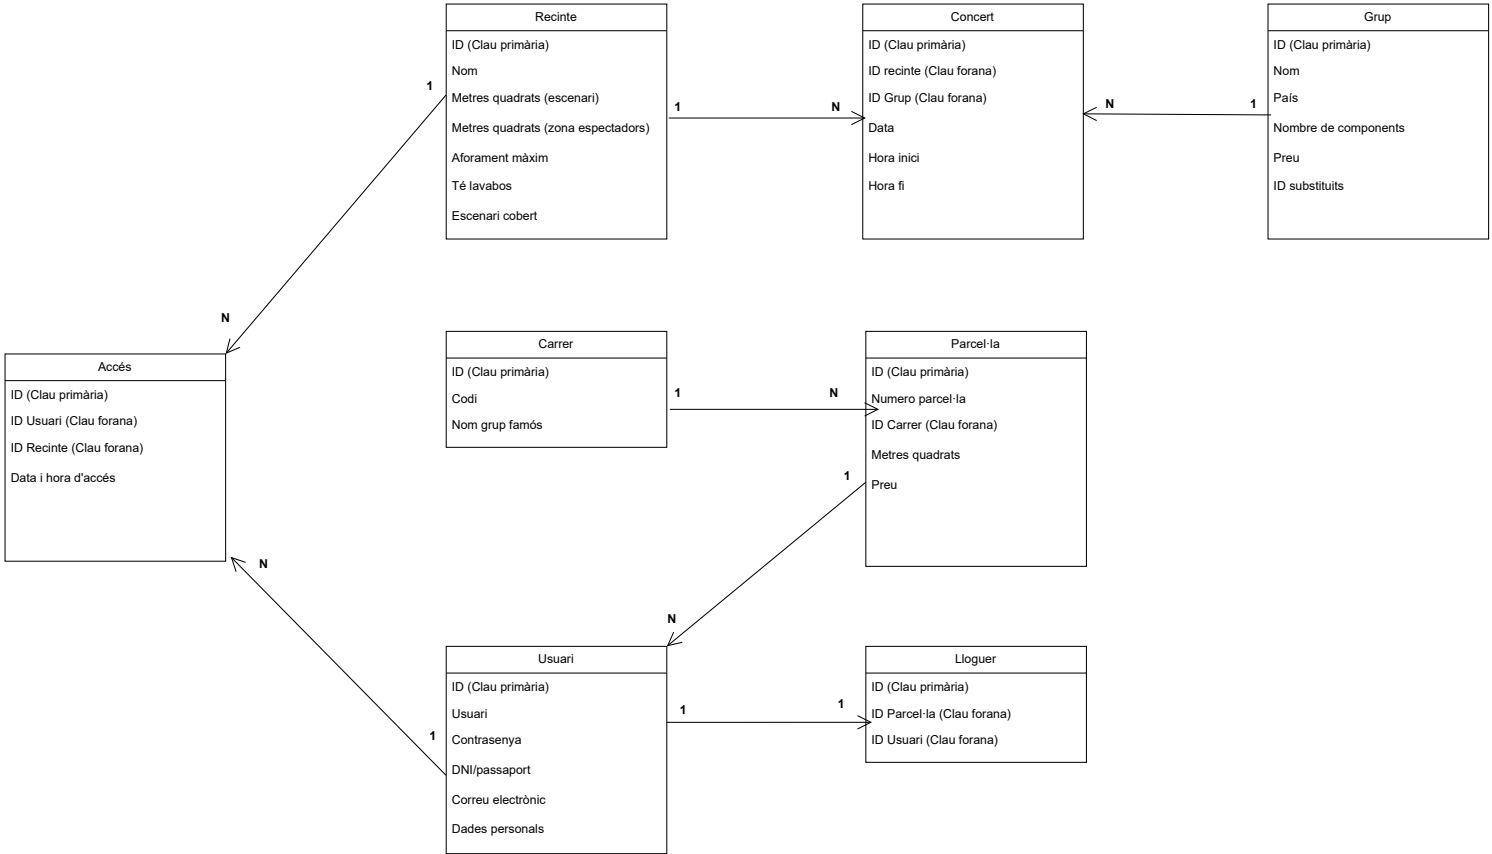 Recinte
ID (Clau primària)
Nom
Metres quadrats (escenari)
Metres quadrats (zona espectadors)
Aforament màxim
Té lavabos
Escenari cobert
1
N
1
N
Concert
ID (Clau primària)
ID recinte (Clau forana)
ID Grup (Clau forana)
Data
Hora inici
Hora fi
N
1
Grup
ID (Clau primària)
Nom
País
Nombre de components
Preu
ID substituits
Accés
ID (Clau primària)
ID Usuari (Clau forana)
ID Recinte (Clau forana)
Data i hora d'accés
N
1
Carrer
ID (Clau primària)
Codi
Nom grup famós
1
N
Parcel·la
ID (Clau primària)
Numero parcel·la
ID Carrer (Clau forana)
Metres quadrats
Preu
1
N
Usuari
ID (Clau primària)
Usuari
Contrasenya
DNI/passaport
Correu electrònic
Dades personals
1
1
Lloguer
ID (Clau primària)
ID Parcel·la (Clau forana)
ID Usuari (Clau forana)